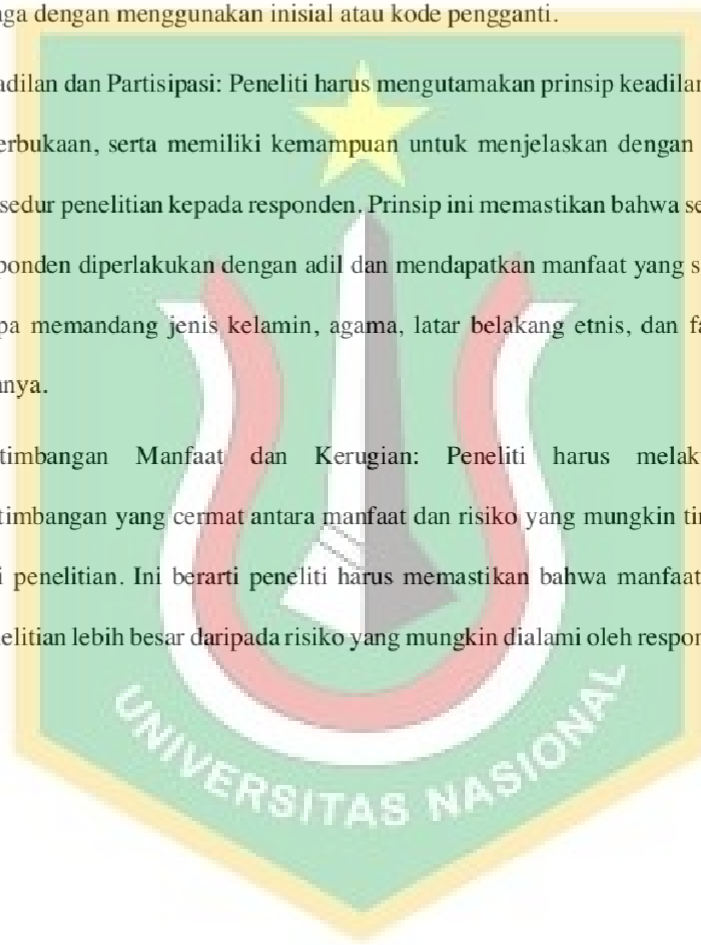 aga dengan menggunakan inisial atau kode pengganti.
adilan dan Partisipasi: Peneliti harus mengutamakan prinsip keadilan
erbukaan, serta memiliki kemampuan untuk menjelaskan dengan
sedur penelitian kepada responden. Prinsip ini memastikan bahwa se
ponden diperlakukan dengan adil dan mendapatkan manfaat yang s
pa memandang jenis kelamin, agama, latar belakang etnis, dan fa
nnya.
timbangan Manfaat dan Kerugian: Peneliti harus melak
timbangan yang cermat antara manfaat dan risiko yang mungkin tin
i penelitian. Ini berarti peneliti harus memastikan bahwa manfaat
elitian lebih besar daripada risiko yang mungkin dialami oleh respon
UNIVERSITAS NASIONAL